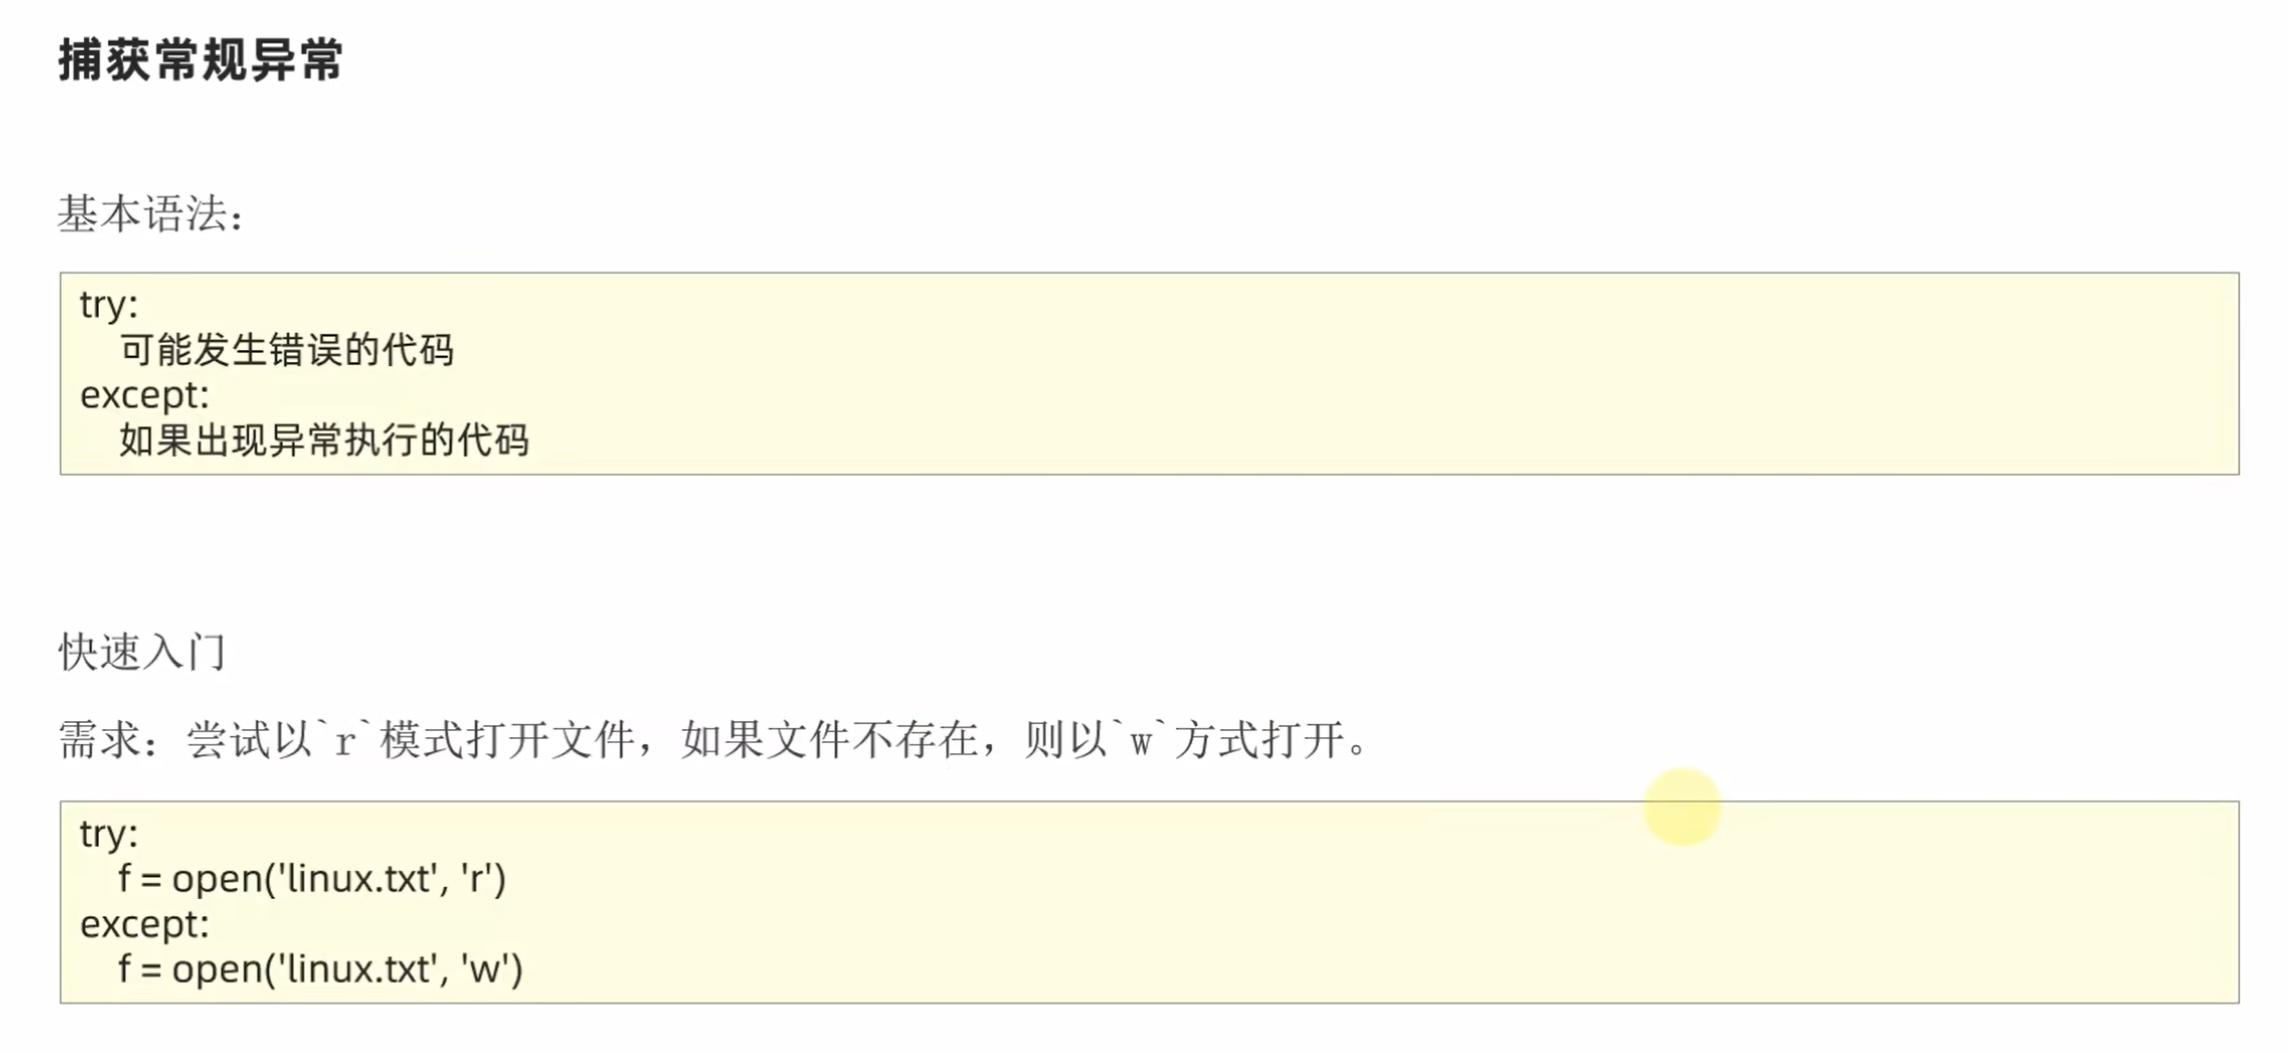 捕获常规异常
基本语法：
try:
    可能发生错误的代码
except:
    如果出现异常执行的代码
快速入门
需求：尝试以`r`模式打开文件，如果文件不存在，则以`w`方式打开。
try:
    f = open('linux.txt', 'r')
except:
    f = open('linux.txt', 'w')